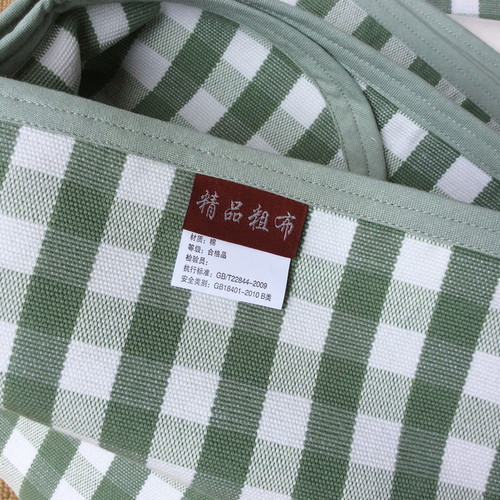 精品粗布
材质：棉
等级：合格品
检验员：
执行标准：GB/T22844-2009
安全类别：GB18401-2010 B类